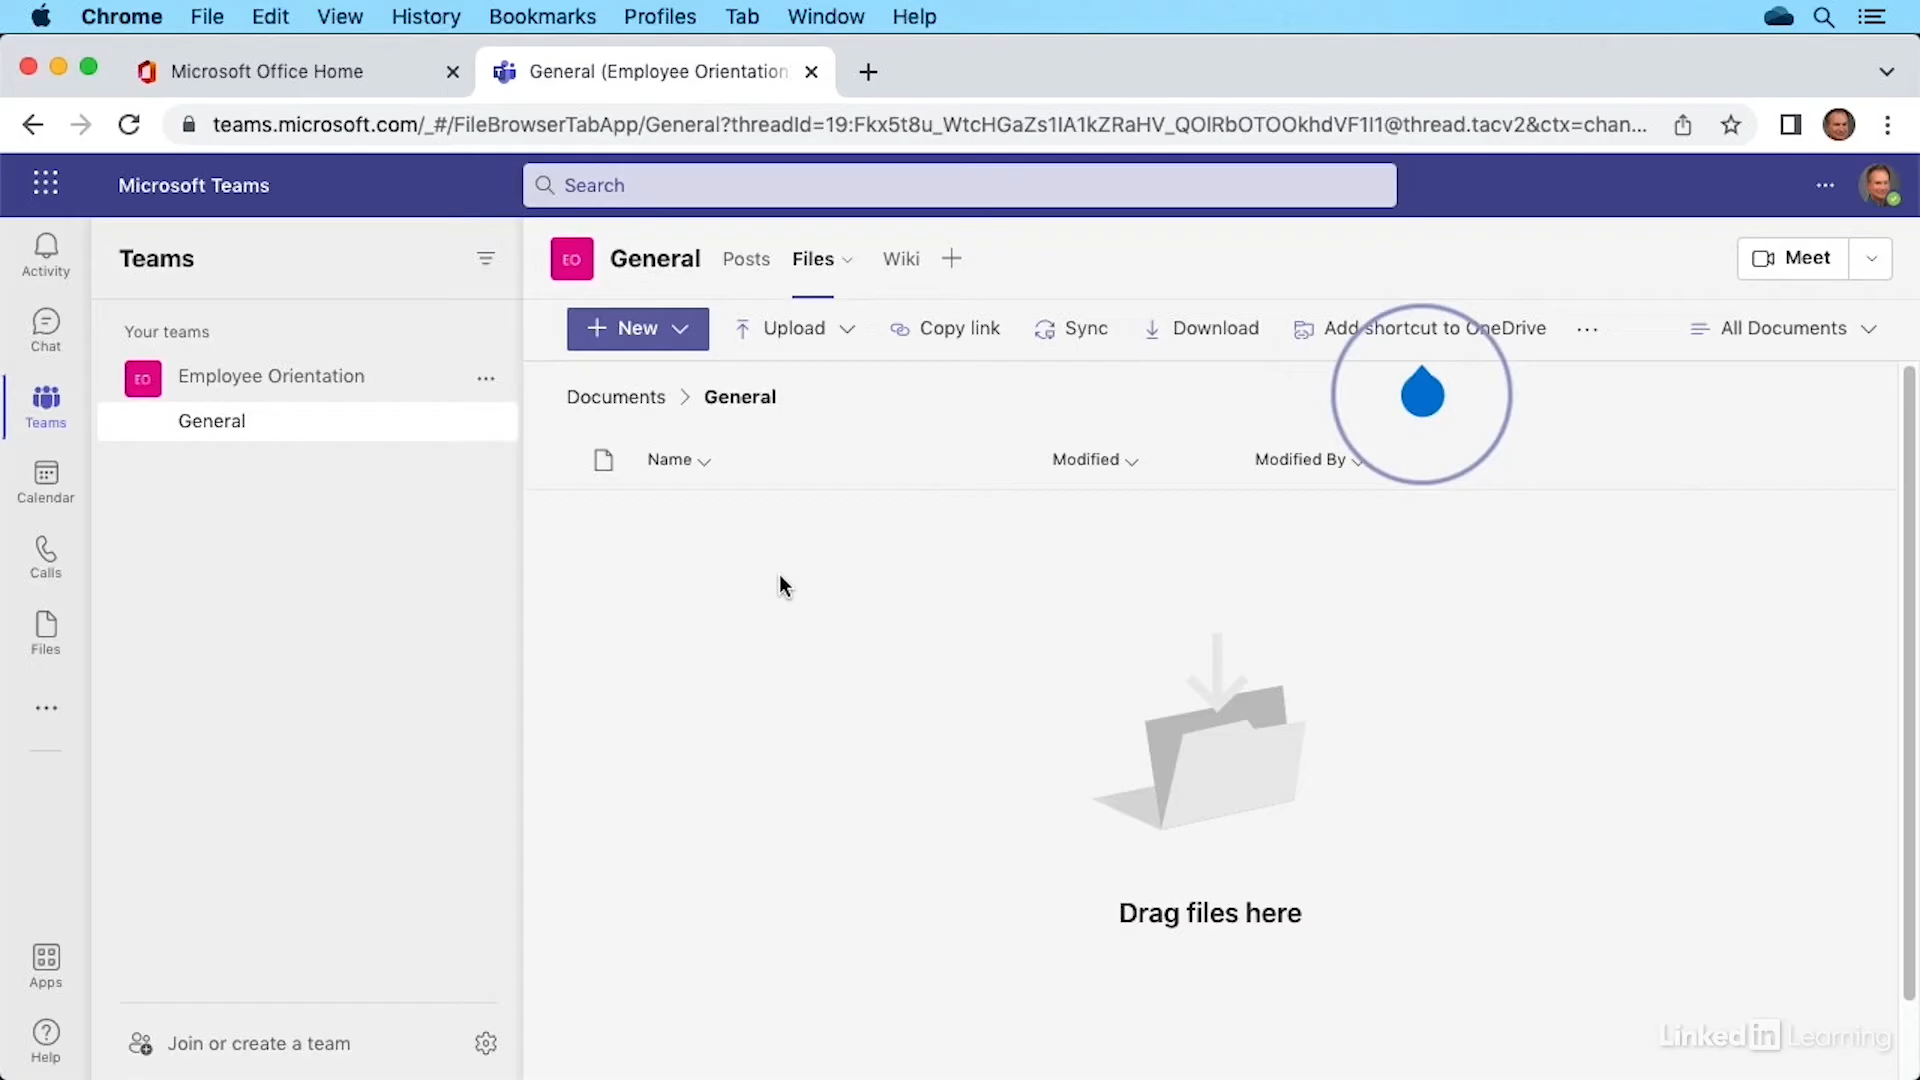 Chrome File Edit View History Bookmarks Profiles Tab Window Help
Microsoft Office Home General (Employee Orientation
teams.microsoft.com/_#/FileBrowserTabApp/General?threadId=19:Fkx5t8u_WtcHGaZs1IA1kZRaHV_QOlRbOTOOkhdVF1I1@thread.tacv2&ctx=chan...
Microsoft Teams Search
Activity
Chat
Teams
Calendar
Calls
Files
Apps
Help
Teams
Your teams
EO Employee Orientation
General
Join or create a team
EO General Posts Files Wiki Meet
New Upload Copy link Sync Download Add shortcut to OneDrive All Documents
Documents General
Name Modified Modified By
Drag files here
Linked in Learning